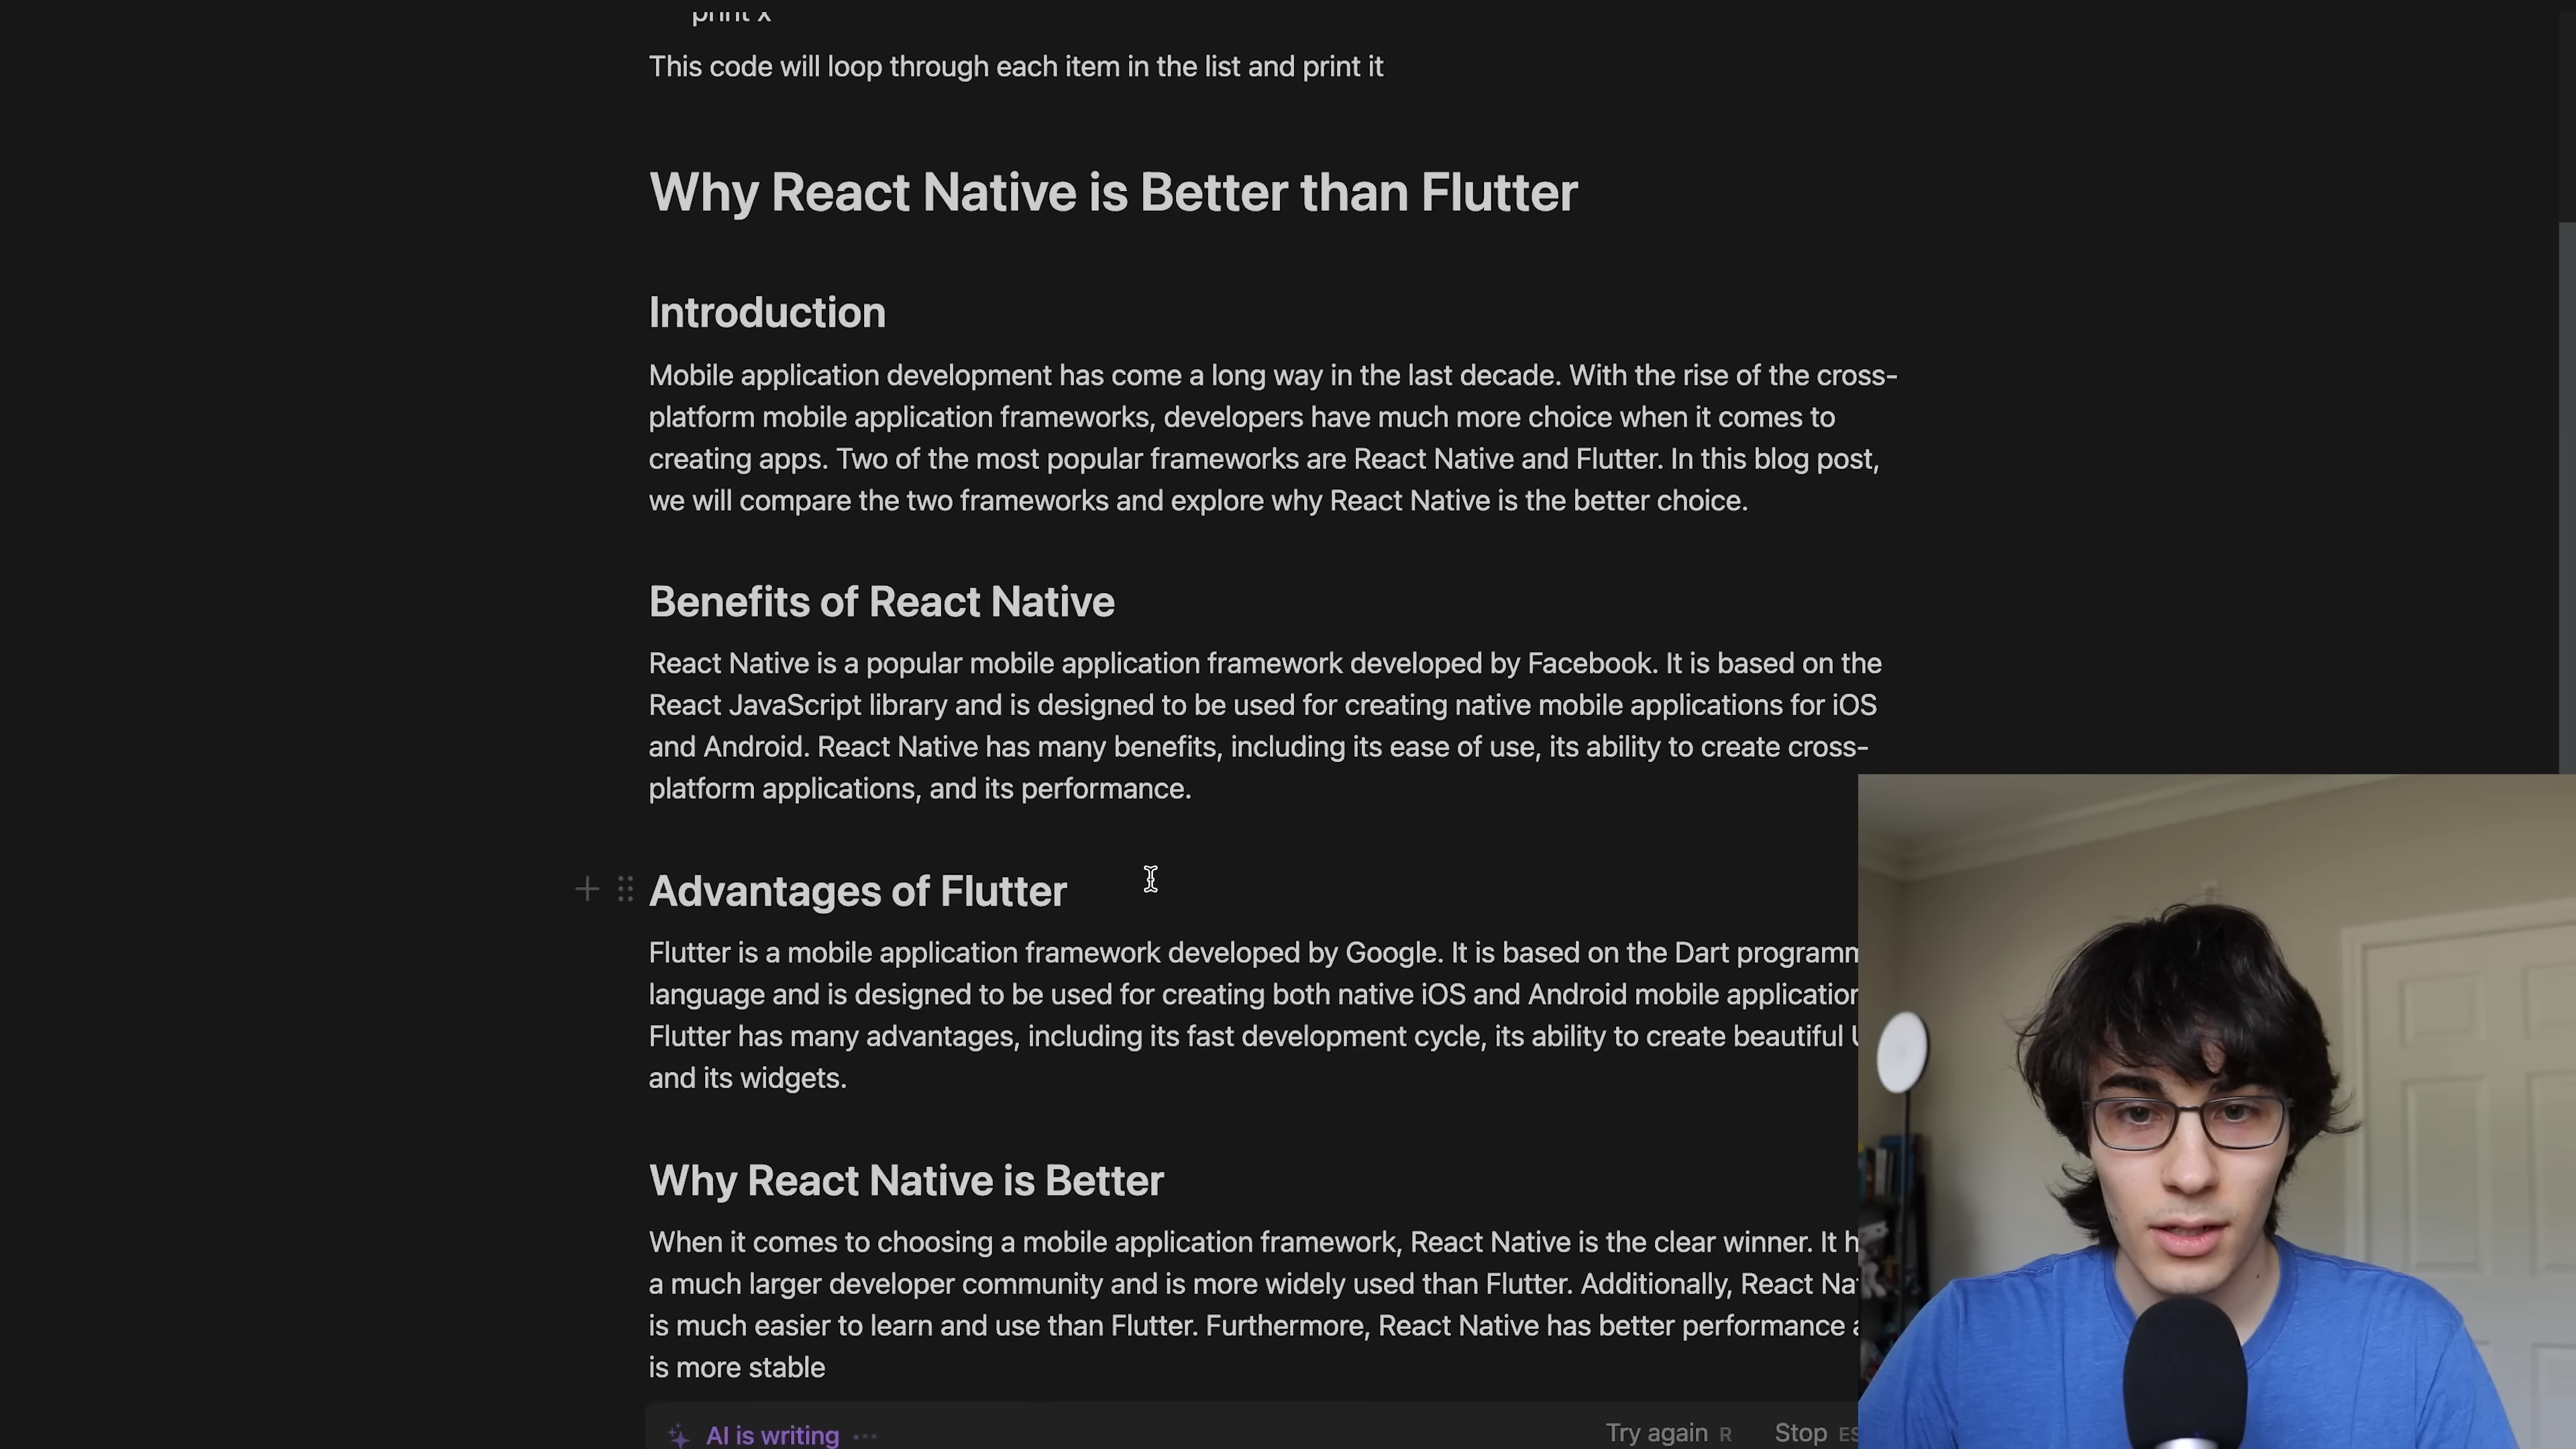 print x
This code will loop through each item in the list and print it
Why React Native is Better than Flutter
Introduction
Mobile application development has come a long way in the last decade. With the rise of the cross-
platform mobile application frameworks, developers have much more choice when it comes to
creating apps. Two of the most popular frameworks are React Native and Flutter. In this blog post,
we will compare the two frameworks and explore why React Native is the better choice.
Benefits of React Native
React Native is a popular mobile application framework developed by Facebook. It is based on the
React JavaScript library and is designed to be used for creating native mobile applications for iOS
and Android. React Native has many benefits, including its ease of use, its ability to create cross-
platform applications, and its performance.
Advantages of Flutter
Flutter is a mobile application framework developed by Google. It is based on the Dart programm
language and is designed to be used for creating both native iOS and Android mobile application
Flutter has many advantages, including its fast development cycle, its ability to create beautiful
and its widgets.
Why React Native is Better
When it comes to choosing a mobile application framework, React Native is the clear winner. It h
a much larger developer community and is more widely used than Flutter. Additionally, React Nat
is much easier to learn and use than Flutter. Furthermore, React Native has better performance a
is more stable
AI is writing ... Try again R Stop ES